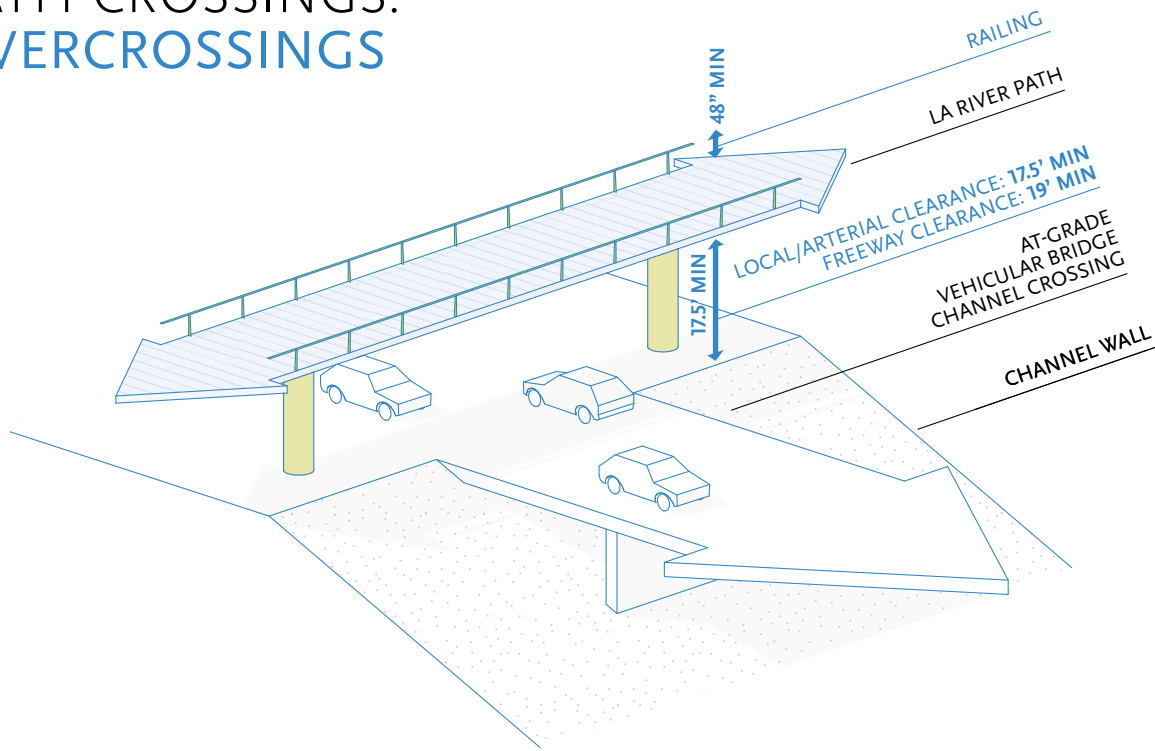 CROSSINGS:
VERCROSSINGS
48” MIN
RAILING
LA RIVER PATH
LOCAL/ARTERIAL CLEARANCE: 17.5’ MIN
FREEWAY CLEARANCE: 19’ MIN
17.5’ MIN
AT-GRADE
VEHICULAR BRIDGE
CHANNEL CROSSING
CHANNEL WALL